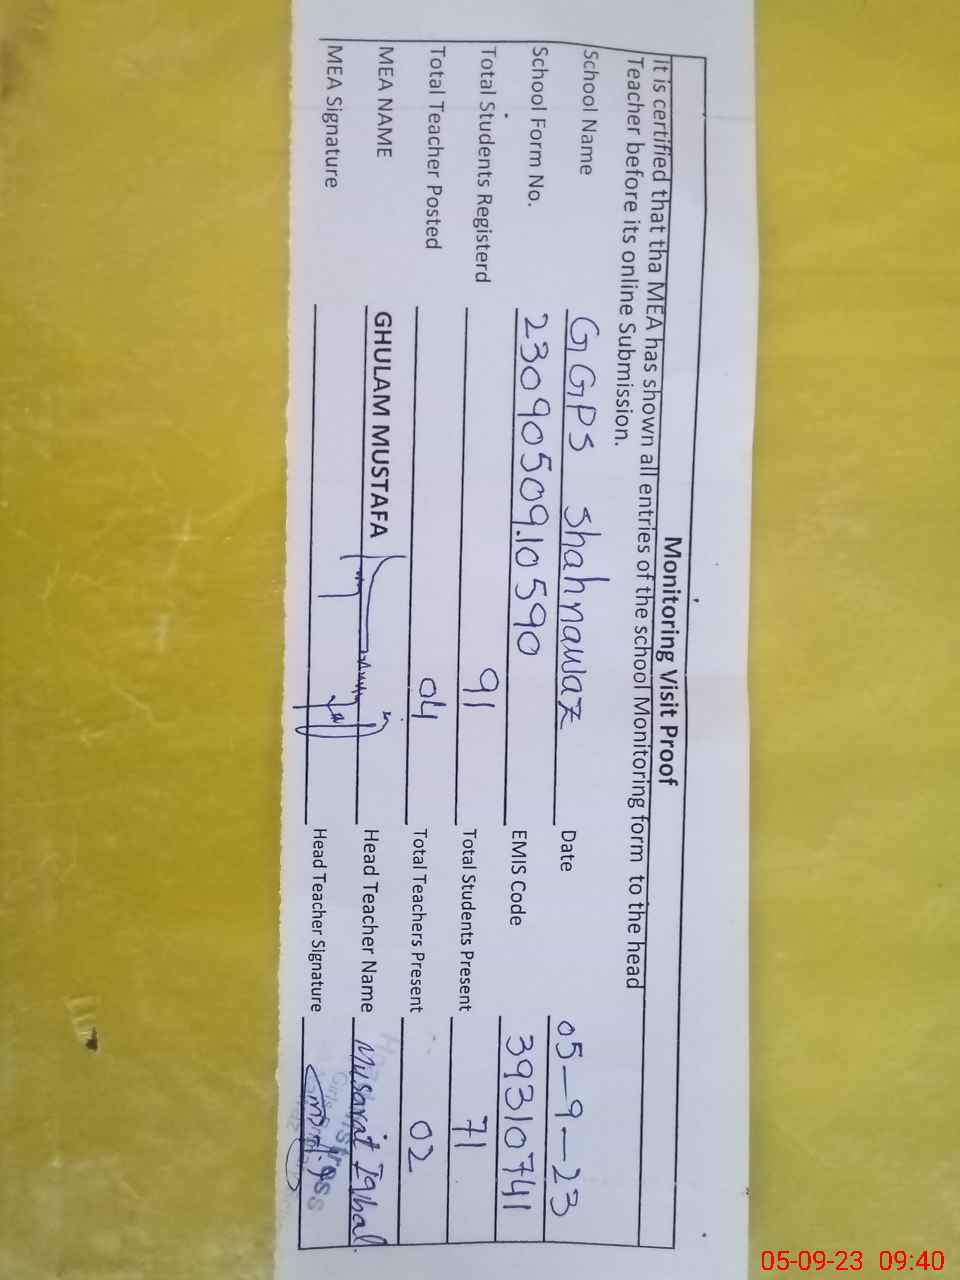 Monitoring Visit Proof
It is certified that tha MEA has shown all entries of the school Monitoring form to the head
Teacher before its online Submission.
School Name GGPS Shahnawaz Date 05-9-23
School Form No. 23090509.10590 EMIS Code 39310741
Total Students Registerd 91 Total Students Present 71
Total Teacher Posted 04 Total Teachers Present 02
MEA NAME GHULAM MUSTAFA Head Teacher Name Musarat Iqbal
MEA Signature Head Teacher Signature
05-09-23 09:40